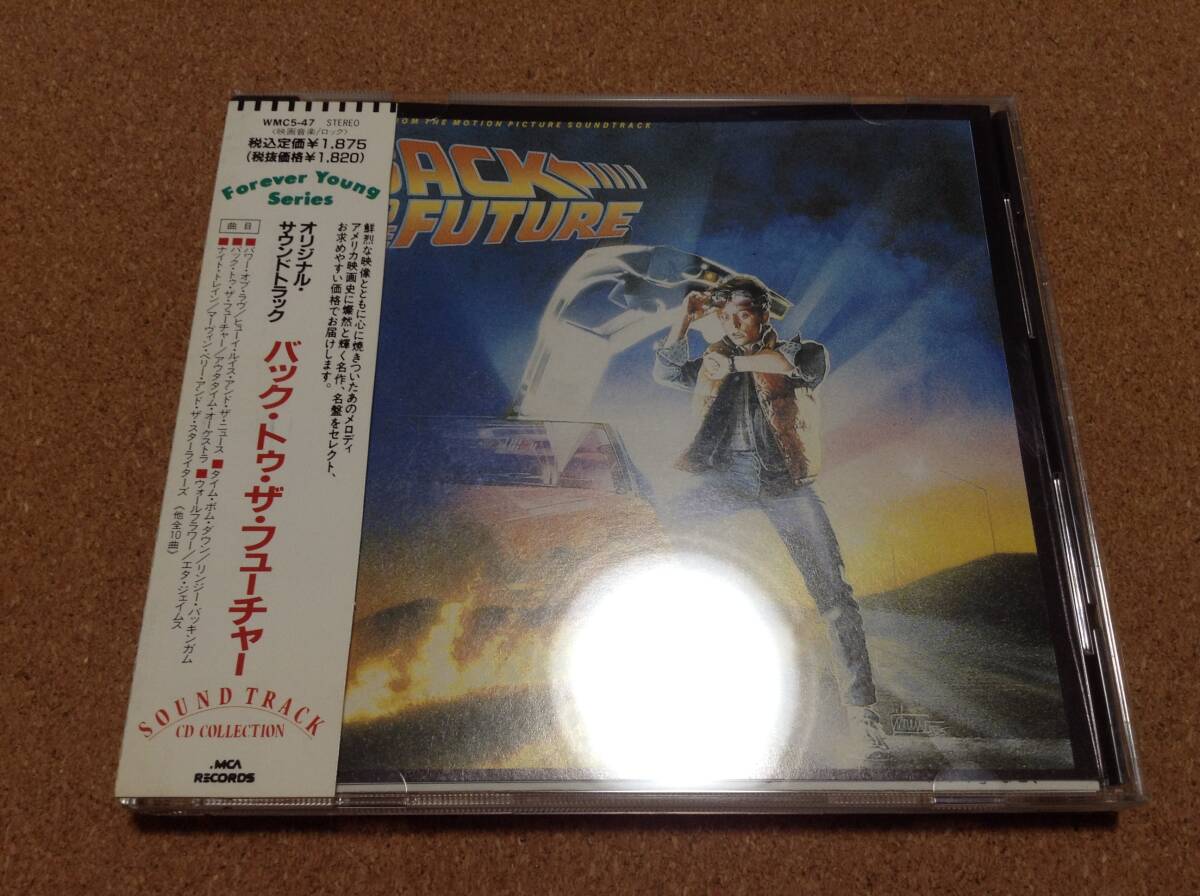 WMC5-47 STEREO
〈映画音楽/ロック〉
税込定価¥1,875
(税抜価格¥1,820)
Forever Young
Series
鮮烈な映像とともに心に焼きついたあのメロディ
アメリカ映画史に燦然と輝く名作、名盤をセレクト、
お求めやすい価格でお届けします。
オリジナル・
サウンドトラック
バック・トゥ・ザ・フューチャー
曲目
■パワー・オブ・ラヴ/ヒューイ・ルイス・アンド・ザ・ニュース ■タイム・ボム・ダウン/リンジー・バッキンガム
■バック・トゥ・ザ・フューチャー/アウタタイム・オーケストラ ■ウォールフラワー/エタ・ジェイムス
■ナイト・トレイン/マーヴィン・ベリー・アンド・ザ・スターライターズ 《他全10曲》
SOUND TRACK
CD COLLECTION
MCA
RECORDS
OM THE MOTION PICTURE SOUNDTRACK
BACK
FUTURE